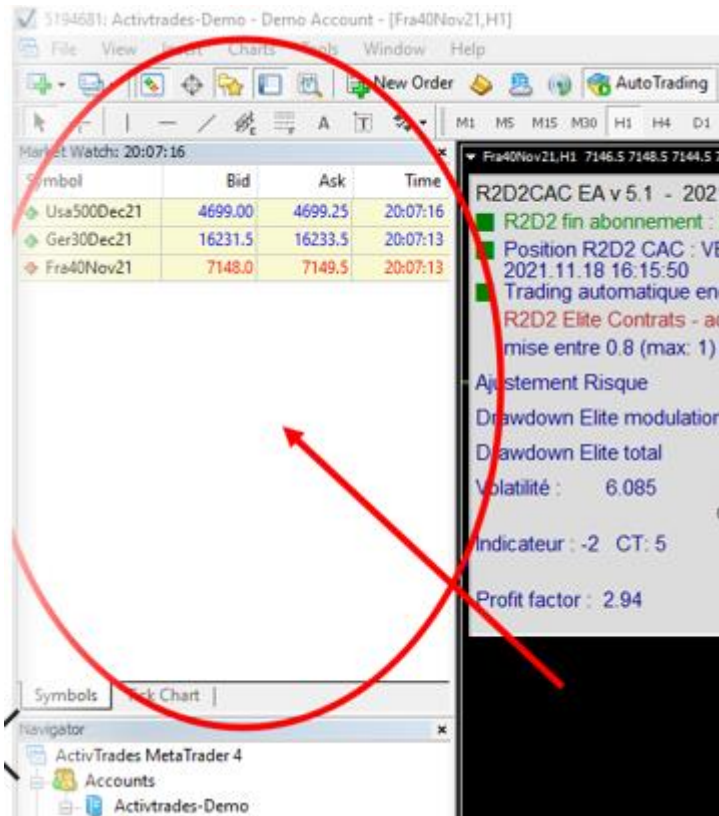 5194681: Activtrades-Demo - Demo Account - [Fra40Nov21,H1]
File View Insert Charts Tools Window Help
New Order AutoTrading
A T M1 M5 M15 M30 H1 H4 D1
Market Watch: 20:07:16
Symbol Bid Ask Time
Usa500Dec21 4699.00 4699.25 20:07:16
Ger30Dec21 16231.5 16233.5 20:07:13
Fra40Nov21 7148.0 7149.5 20:07:13
Symbols Tick Chart
Navigator
ActivTrades MetaTrader 4
Accounts
Activtrades-Demo
Fra40Nov21,H1 7146.5 7148.5 7144.5
R2D2CAC EA v 5.1 - 202
R2D2 fin abonnement :
Position R2D2 CAC : VE
2021.11.18 16:15:50
Trading automatique en
R2D2 Elite Contrats - a
mise entre 0.8 (max: 1)
Ajustement Risque
Drawdown Elite modulation
Drawdown Elite total
Volatilité : 6.085
Indicateur : -2 CT: 5
Profit factor : 2.94